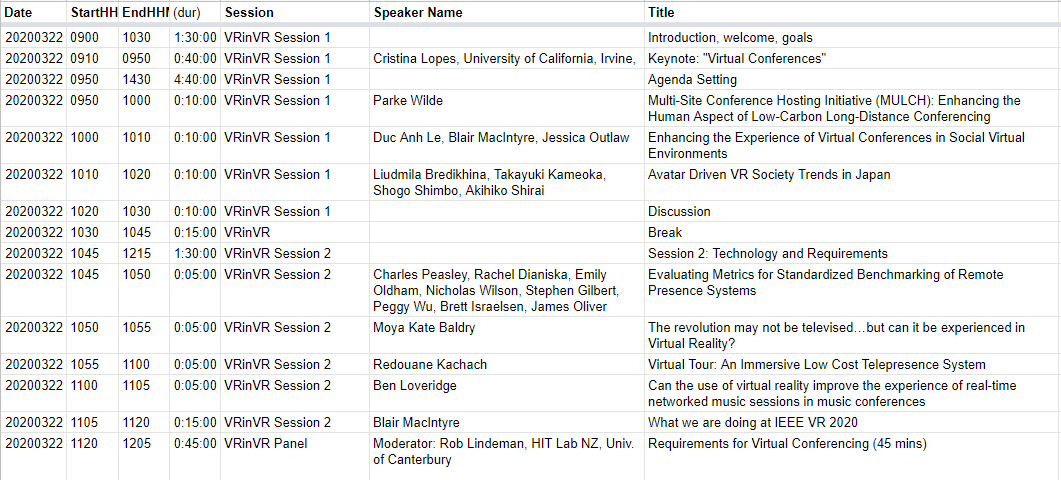 Date StartHH EndHHM (dur) Session Speaker Name Title
20200322 0900 1030 1:30:00 VRinVR Session 1 Introduction, welcome, goals
20200322 0910 0950 0:40:00 VRinVR Session 1 Cristina Lopes, University of California, Irvine, Keynote: "Virtual Conferences"
20200322 0950 1430 4:40:00 VRinVR Session 1 Agenda Setting
20200322 0950 1000 0:10:00 VRinVR Session 1 Parke Wilde Multi-Site Conference Hosting Initiative (MULCH): Enhancing the
Human Aspect of Low-Carbon Long-Distance Conferencing
20200322 1000 1010 0:10:00 VRinVR Session 1 Duc Anh Le, Blair MacIntyre, Jessica Outlaw Enhancing the Experience of Virtual Conferences in Social Virtual
Environments
20200322 1010 1020 0:10:00 VRinVR Session 1 Liudmila Bredikhina, Takayuki Kameoka, Avatar Driven VR Society Trends in Japan
Shogo Shimbo, Akihiko Shirai
20200322 1020 1030 0:10:00 VRinVR Session 1 Discussion
20200322 1030 1045 0:15:00 VRinVR Break
20200322 1045 1215 1:30:00 VRinVR Session 2 Session 2: Technology and Requirements
20200322 1045 1050 0:05:00 VRinVR Session 2 Charles Peasley, Rachel Dianiska, Emily Evaluating Metrics for Standardized Benchmarking of Remote
Oldham, Nicholas Wilson, Stephen Gilbert, Presence Systems
Peggy Wu, Brett Israelsen, James Oliver
20200322 1050 1055 0:05:00 VRinVR Session 2 Moya Kate Baldry The revolution may not be televised…but can it be experienced in
Virtual Reality?
20200322 1055 1100 0:05:00 VRinVR Session 2 Redouane Kachach Virtual Tour: An Immersive Low Cost Telepresence System
20200322 1100 1105 0:05:00 VRinVR Session 2 Ben Loveridge Can the use of virtual reality improve the experience of real-time
networked music sessions in music conferences
20200322 1105 1120 0:15:00 VRinVR Session 2 Blair MacIntyre What we are doing at IEEE VR 2020
20200322 1120 1205 0:45:00 VRinVR Panel Moderator: Rob Lindeman, HIT Lab NZ, Univ. Requirements for Virtual Conferencing (45 mins)
of Canterbury